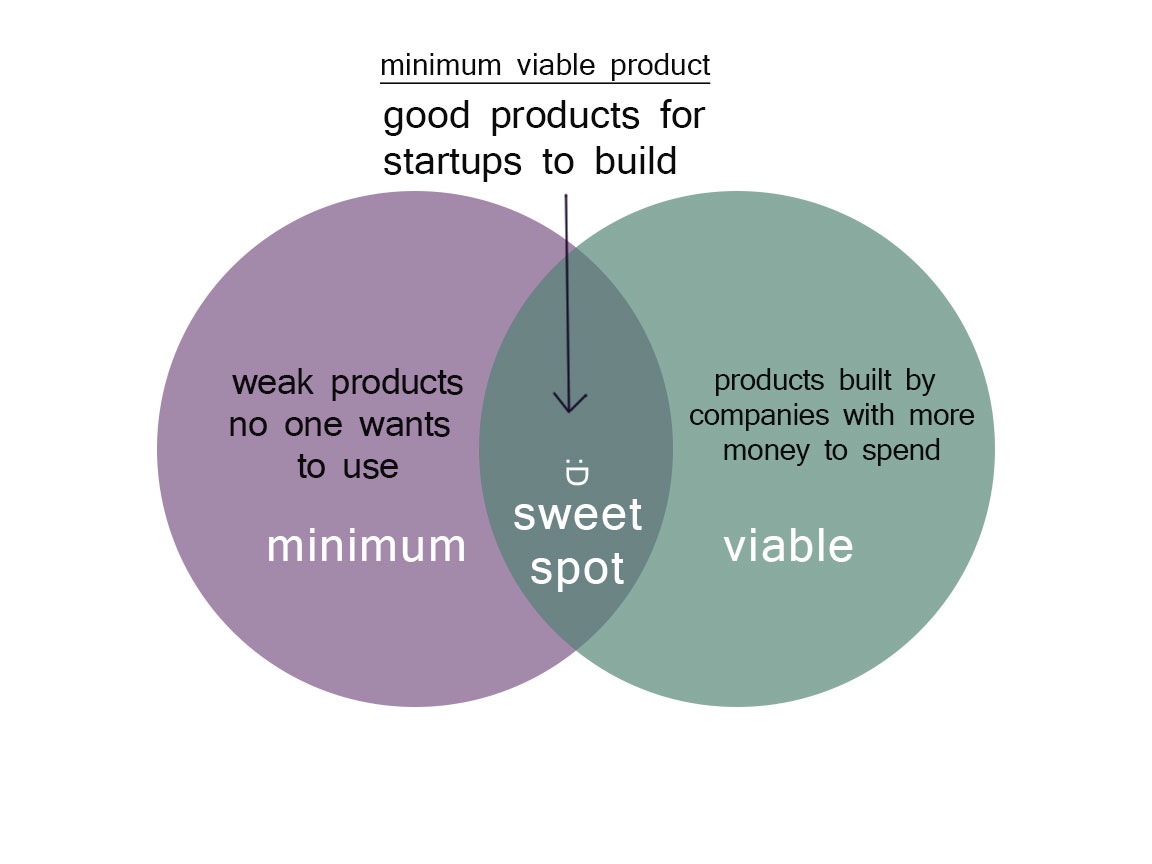 minimum viable product
good products for
startups to build
weak products
no one wants
to use
minimum
:D
sweet
spot
products built by
companies with more
money to spend
viable